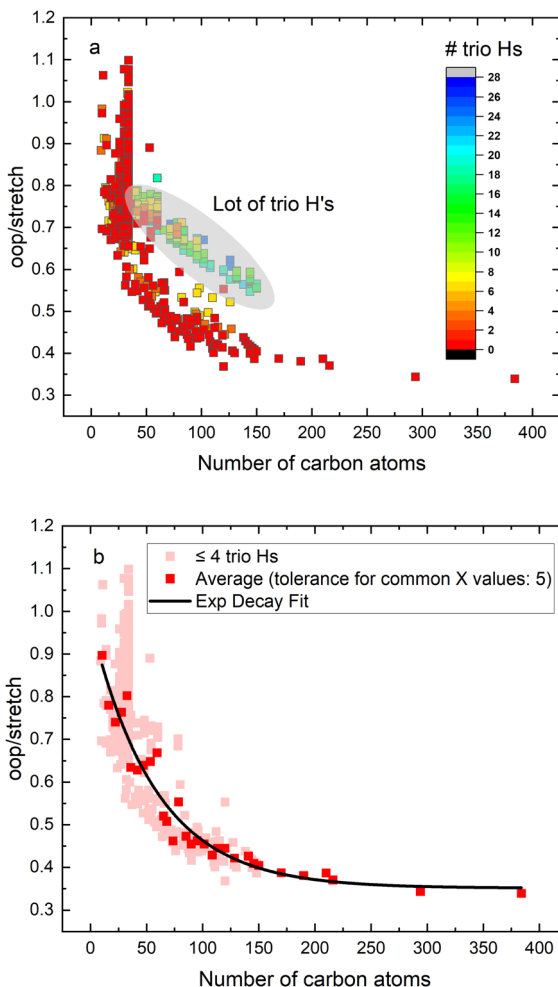 1.2
a
# trio Hs
1.1
28
26
1.0
24
22
0.9
20
18
oop/stretch
0.8
16
Lot of trio H's
14
0.7
12
10
0.6
8
6
0.5
4
2
0.4
0
0.3
0 50 100 150 200 250 300 350 400
Number of carbon atoms
1.2
b
≤ 4 trio Hs
1.1
Average (tolerance for common X values: 5)
Exp Decay Fit
1.0
0.9
oop/stretch
0.8
0.7
0.6
0.5
0.4
0.3
0 50 100 150 200 250 300 350 400
Number of carbon atoms